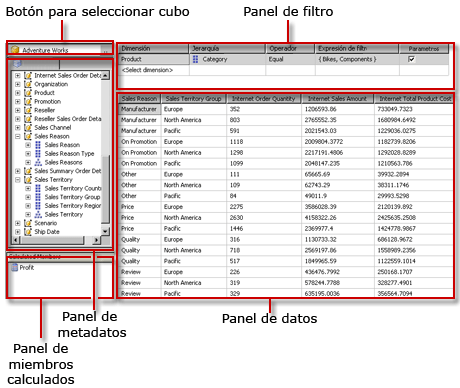 Botón para seleccionar cubo
Panel de filtro
Adventure Works
Dimensión Jerarquía Operador Expresión de filtro Parametros
Product Category Equal { Bikes, Components }
<Select dimension>
Internet Sales Order Deta
Organization
Product
Promotion
Reseller
Reseller Sales Order Deta
Sales Channel
Sales Reason
Sales Reason
Sales Reason Type
Sales Reasons
Sales Summary Order Deta
Sales Territory
Sales Territory Countr
Sales Territory Group
Sales Territory Region
Sales Territory
Scenario
Ship Date
Calculated Members
Profit
Sales Reason Sales Territory Group Internet Order Quantity Internet Sales Amount Internet Total Product Cost
Manufacturer Europe 352 1206593.86 733049.7323
Manufacturer North America 803 2765552.35 1680984.6492
Manufacturer Pacific 591 2021543.03 1229036.0275
On Promotion Europe 1118 2009804.3772 1182739.8206
On Promotion North America 1298 2217191.4806 1292028.8289
On Promotion Pacific 1099 2048147.235 1210563.786
Other Europe 111 65665.69 39932.2894
Other North America 109 62743.29 38311.1746
Other Pacific 84 49011.9 29993.5298
Price Europe 2275 3586028.39 2120139.892
Price North America 2630 4158322.26 2425635.2508
Price Pacific 1446 2369977.4 1424778.9867
Quality Europe 316 1130733.32 686128.9672
Quality North America 718 2569197.86 1558909.2356
Quality Pacific 517 1849965.59 1122559.1014
Review Europe 226 436476.7992 250168.1707
Review North America 319 578244.7788 328277.4901
Review Pacific 329 635195.0036 356564.7094
Panel de
metadatos
Panel de datos
Panel de
miembros
calculados